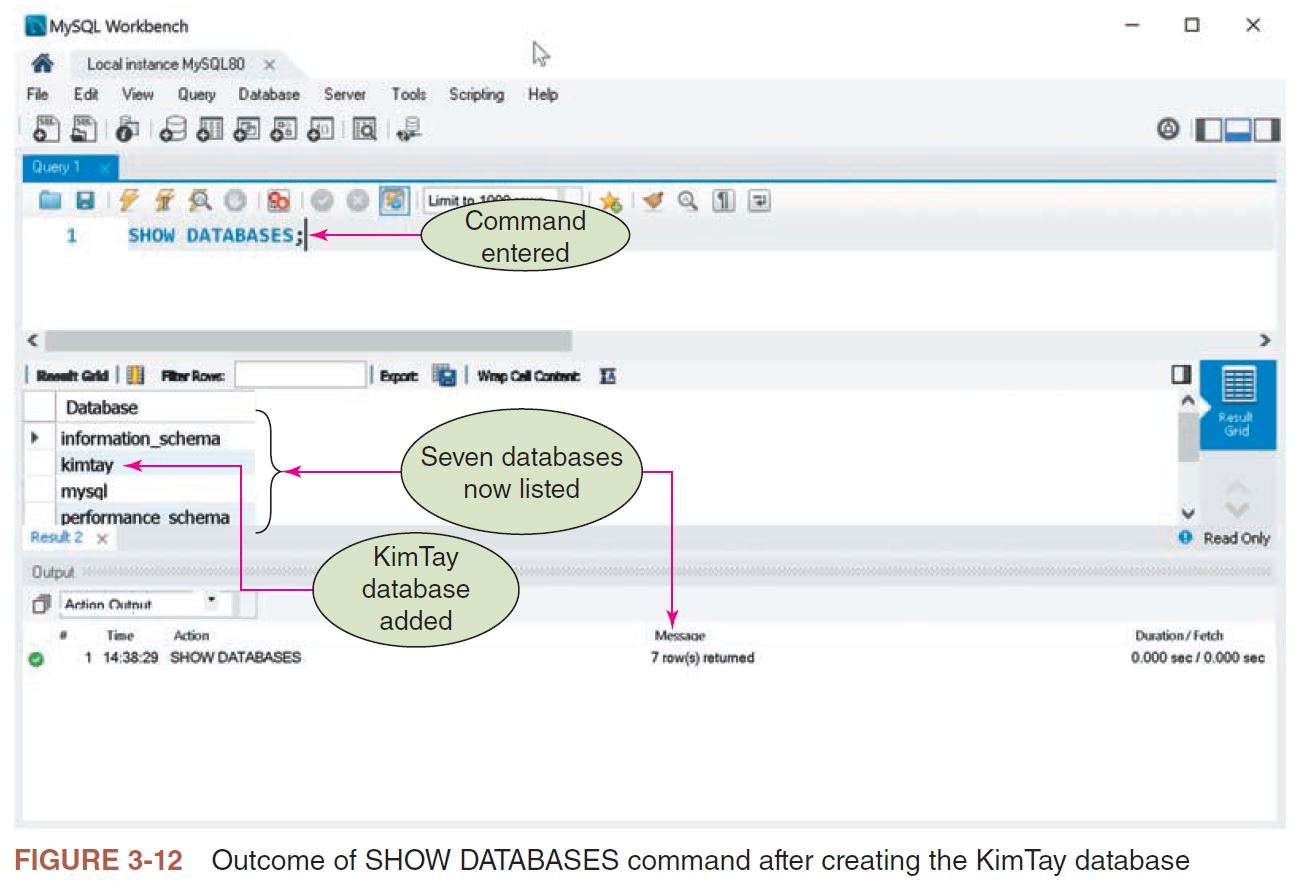 MySQL Workbench
Local instance MySQL80
File Edit View Query Database Server Tools Scripting Help
Query 1
Limit to 1000 rows
Command
entered
1 SHOW DATABASES;
Result Grid Filter Rows: Export: Wrap Cell Content:
Result
Grid
Database
information_schema
kimtay
mysql
performance_schema
Seven databases
now listed
Result 2
Read Only
KimTay
database
added
Output
Action Output
# Time Action Message Duration / Fetch
1 14:38:29 SHOW DATABASES 7 row(s) returned 0.000 sec / 0.000 sec
FIGURE 3-12 Outcome of SHOW DATABASES command after creating the KimTay database